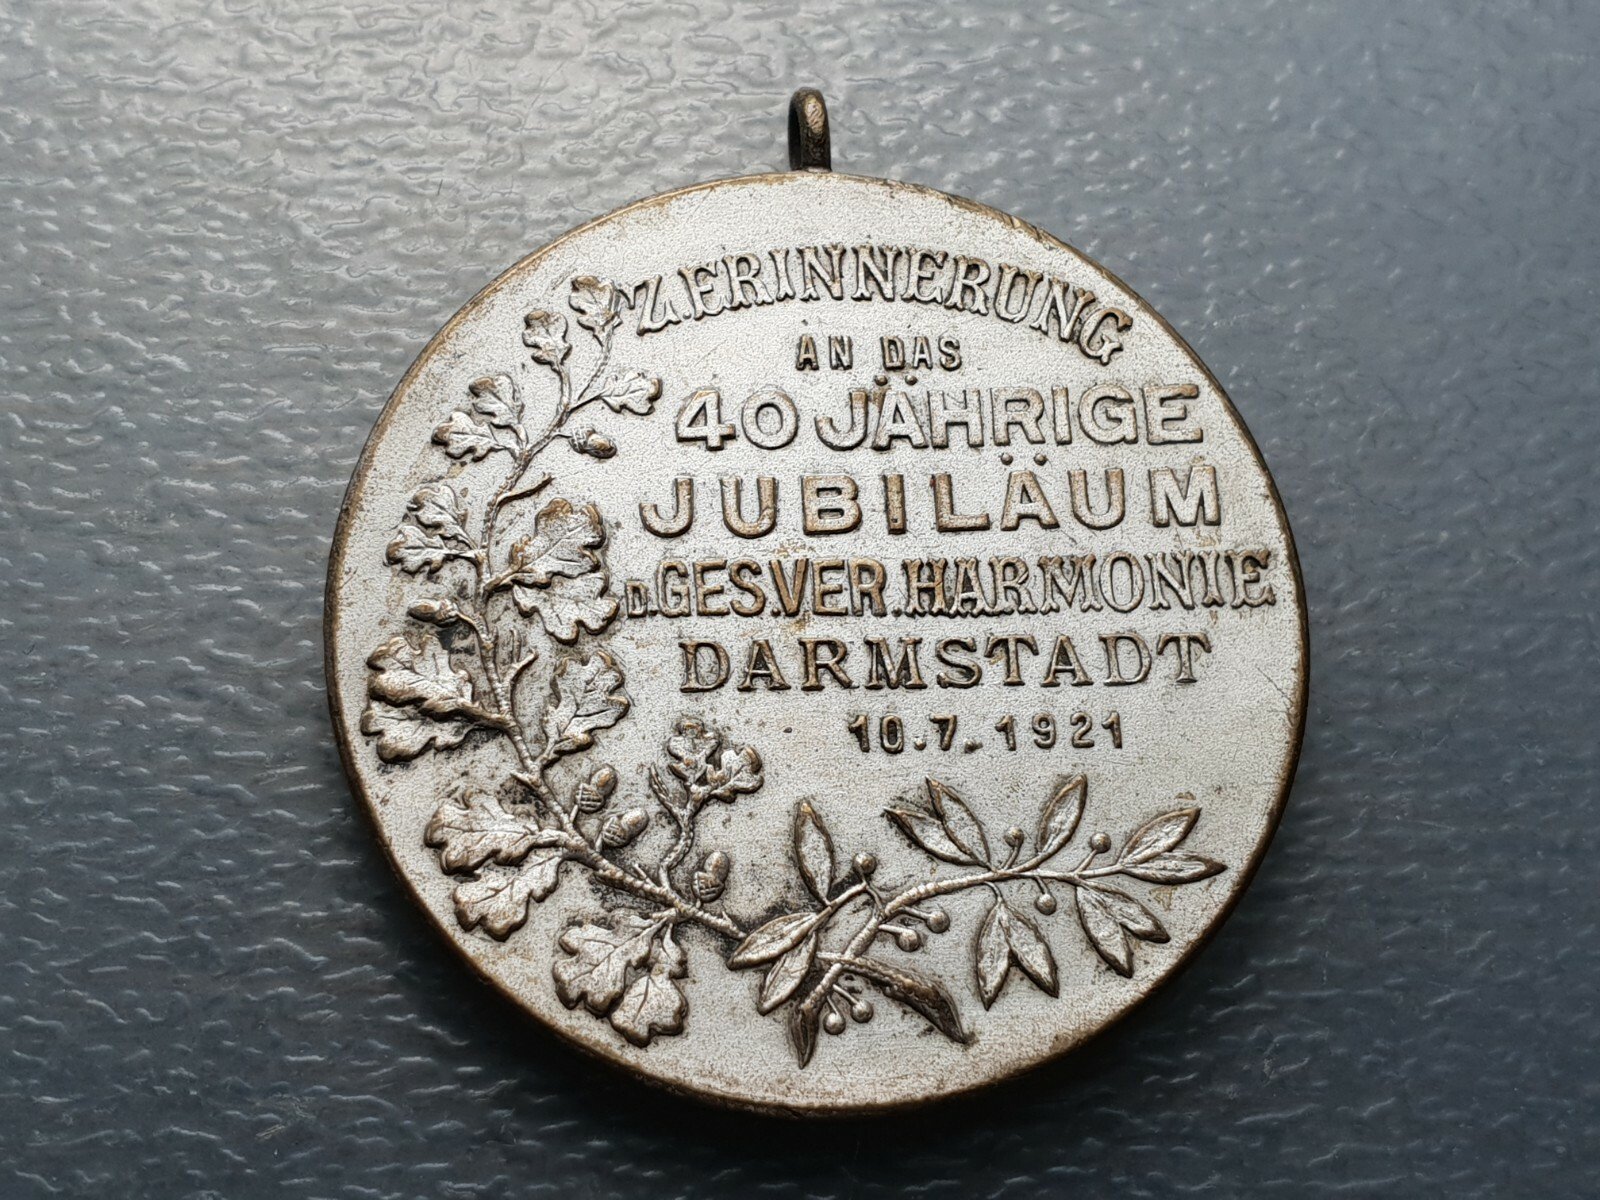 Z.ERINNERUNG
AN DAS
40 JÄHRIGE
JUBILÄUM
D.GES.VER.HARMONIE
DARMSTADT
10.7.1921